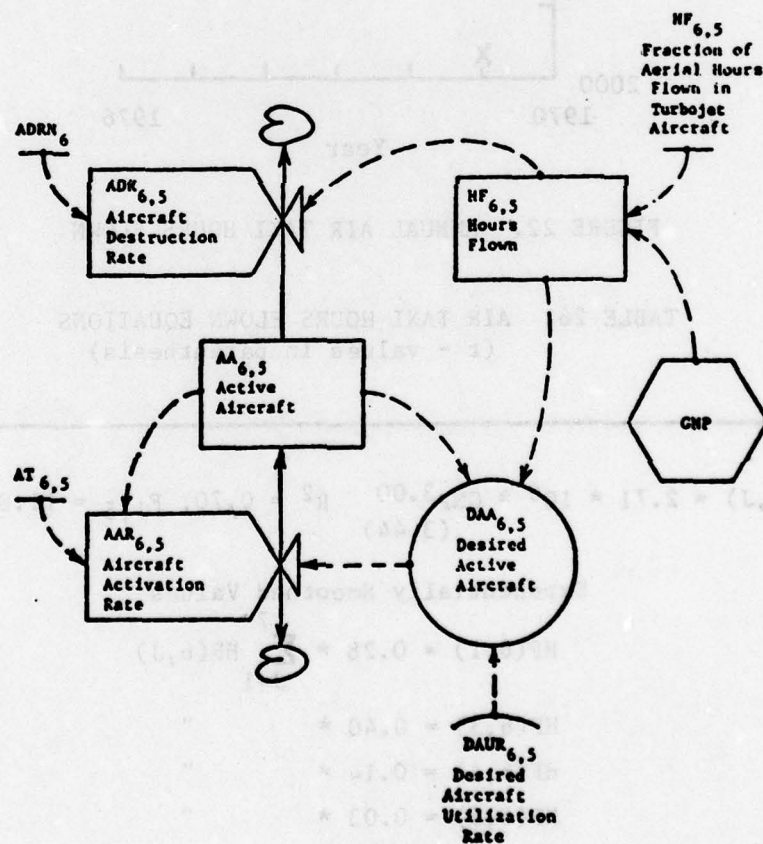 HF6,5
Fraction of
Aerial Hours
Flown in
Turbojet
Aircraft
2000
1970
1976
Year
ADRN6
ADR6,5
Aircraft
Destruction
Rate
HF6,5
Hours
Flown
FIGURE 22. ANNUAL AIR TAXI HOURS FLOWN
TABLE 26. AIR TAXI HOURS FLOWN EQUATIONS
(t - values in parenthesis)
AA6,5
Active
Aircraft
GNP
AT6,5
AAR6,5
Aircraft
Activation
Rate
DAA6,5
Desired
Active
Aircraft
Exponentially Smoothed Values
DAUR6,5
Desired
Aircraft
Utilization
Rate